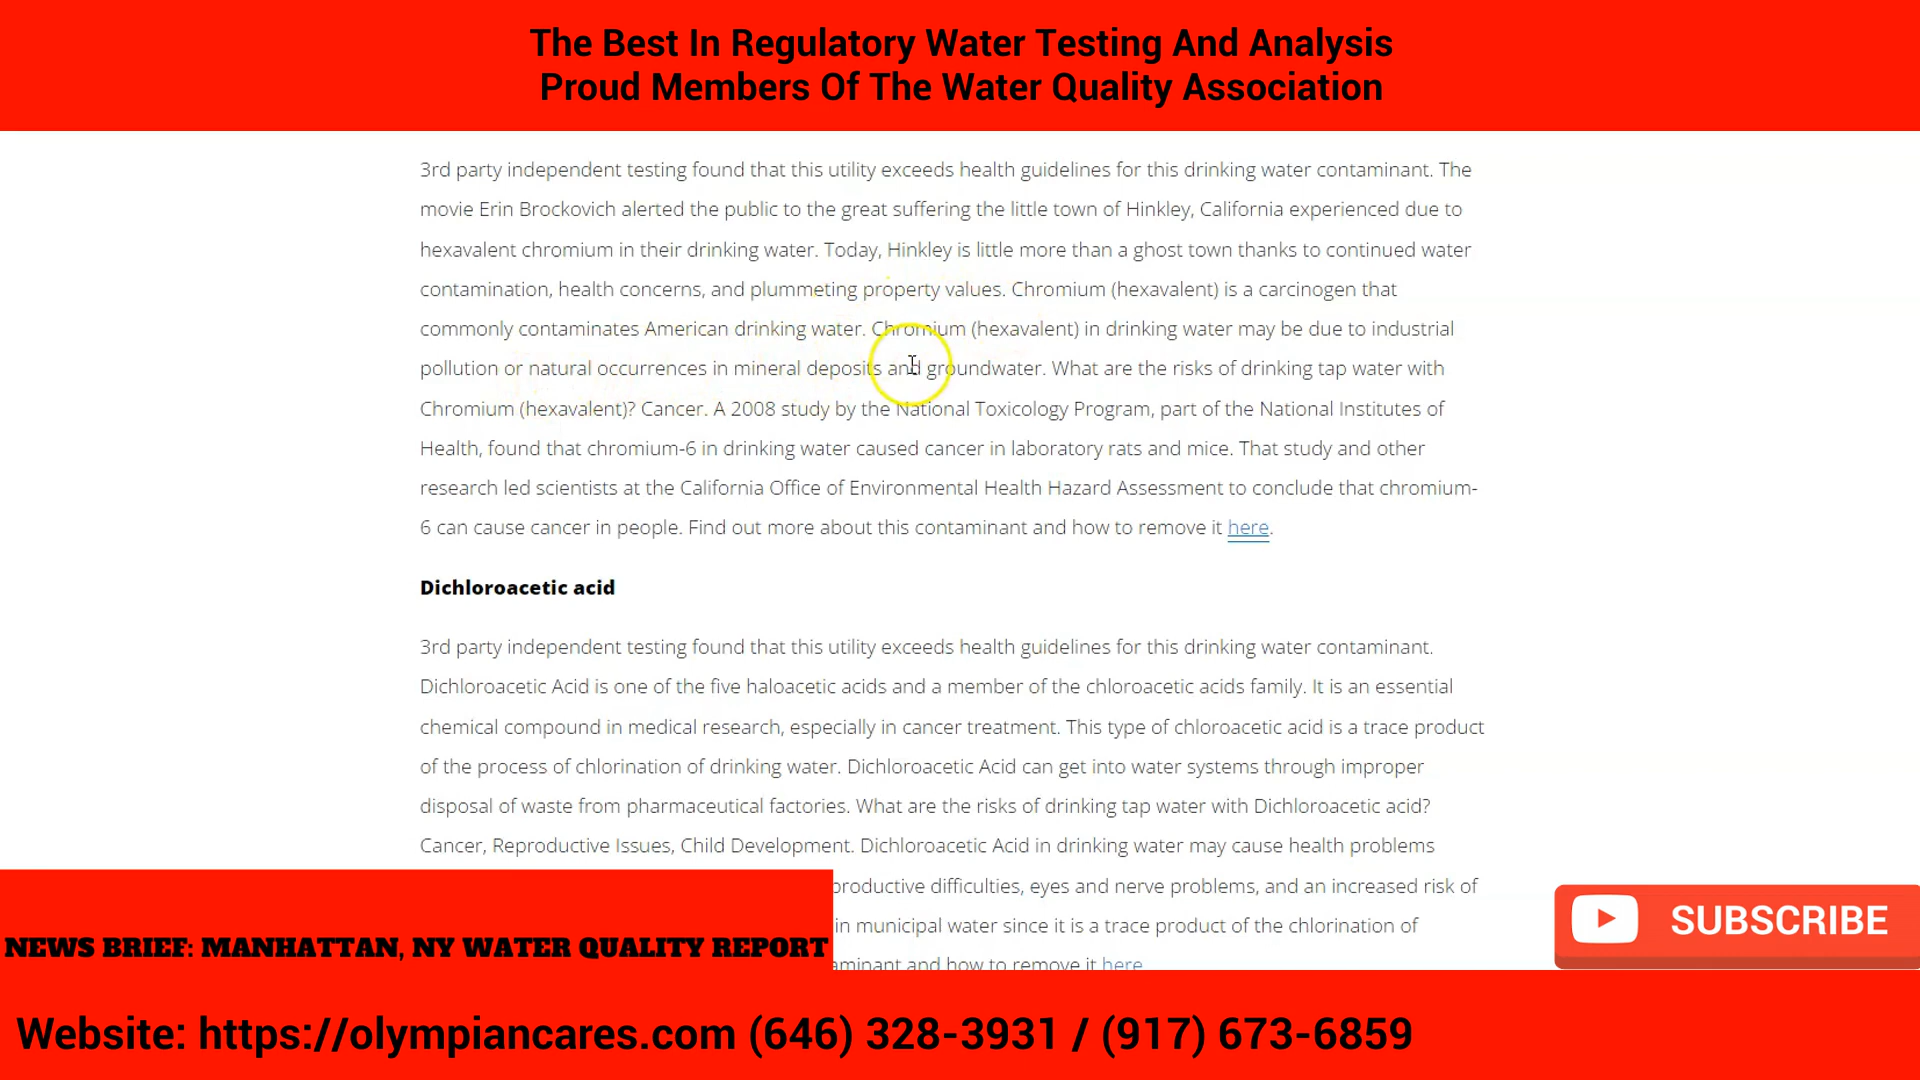 The Best In Regulatory Water Testing And Analysis
Proud Members Of The Water Quality Association
3rd party independent testing found that this utility exceeds health guidelines for this drinking water contaminant. The
movie Erin Brockovich alerted the public to the great suffering the little town of Hinkley, California experienced due to
hexavalent chromium in their drinking water. Today, Hinkley is little more than a ghost town thanks to continued water
contamination, health concerns, and plummeting property values. Chromium (hexavalent) is a carcinogen that
commonly contaminates American drinking water. Chromium (hexavalent) in drinking water may be due to industrial
pollution or natural occurrences in mineral deposits and groundwater. What are the risks of drinking tap water with
Chromium (hexavalent)? Cancer. A 2008 study by the National Toxicology Program, part of the National Institutes of
Health, found that chromium-6 in drinking water caused cancer in laboratory rats and mice. That study and other
research led scientists at the California Office of Environmental Health Hazard Assessment to conclude that chromium-
6 can cause cancer in people. Find out more about this contaminant and how to remove it here.
Dichloroacetic acid
3rd party independent testing found that this utility exceeds health guidelines for this drinking water contaminant.
Dichloroacetic Acid is one of the five haloacetic acids and a member of the chloroacetic acids family. It is an essential
chemical compound in medical research, especially in cancer treatment. This type of chloroacetic acid is a trace product
of the process of chlorination of drinking water. Dichloroacetic Acid can get into water systems through improper
disposal of waste from pharmaceutical factories. What are the risks of drinking tap water with Dichloroacetic acid?
Cancer, Reproductive Issues, Child Development. Dichloroacetic Acid in drinking water may cause health problems
productive difficulties, eyes and nerve problems, and an increased risk of
in municipal water since it is a trace product of the chlorination of
aminant and how to remove it here
NEWS BRIEF: MANHATTAN, NY WATER QUALITY REPORT
SUBSCRIBE
Website: https://olympiancares.com (646) 328-3931 / (917) 673-6859